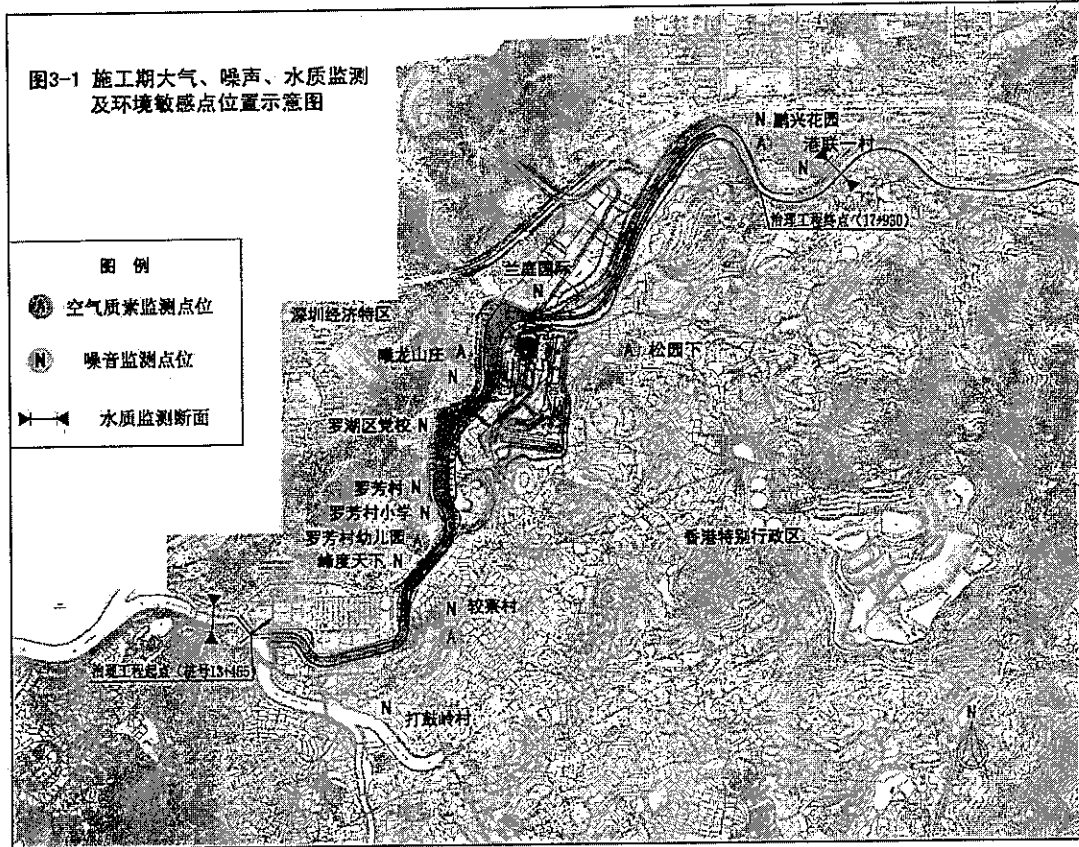 图3-1 施工期大气、噪声、水质监测
及环境敏感点位置示意图
N 鹏兴花园
A 港联一村
N
治理工程终点(17+930)
图 例
A 空气质素监测点位
N 噪音监测点位
水质监测断面
兰庭国际
N
深圳经济特区
A
N
A 松园下
罗湖区党校 N
罗芳村 N
罗芳村小学 N
罗芳村幼儿园 A
峰度天下 N
香港特别行政区
N 较寮村
A
治理工程起点(桩号13+465)
N
打鼓岭村
N